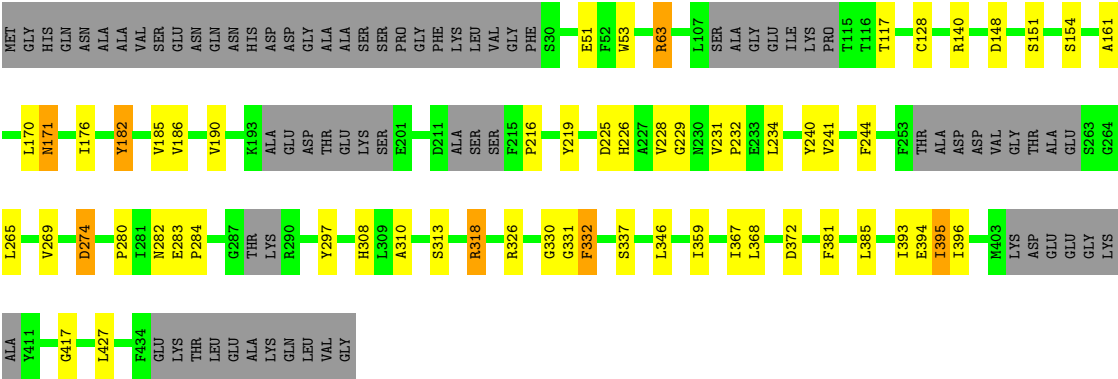 MET GLY HIS GLN ASN ALA ALA VAL SER GLU ASN GLN ASN HIS ASP ASP GLY ALA ALA SER SER PRO GLY PHE LYS LEU VAL GLY PHE S30 E51 F52 W53 R63 L107 SER ALA GLY GLU ILE LYS PRO T115 T116 T117 C128 R140 D148 S151 S154 A161
L170 N171 I176 Y182 V185 V186 V190 K193 ALA GLU ASP THR GLU LYS SER E201 D211 ALA SER SER F215 P216 Y219 D225 H226 A227 V228 G229 N230 V231 P232 E233 L234 Y240 V241 F244 F253 THR ALA ASP ASP VAL GLY THR ALA GLU S263 G264
L265 V269 D274 P280 I281 N282 E283 P284 G287 THR LYS R290 Y297 H308 L309 A310 S313 R318 R326 G330 G331 F332 S337 L346 I359 I367 L368 D372 F381 L385 I393 E394 I395 I396 M403 LYS ASP GLU GLU GLY LYS
ALA Y411 G417 L427 F434 GLU LYS THR LEU GLU ALA LYS GLN LEU VAL GLY